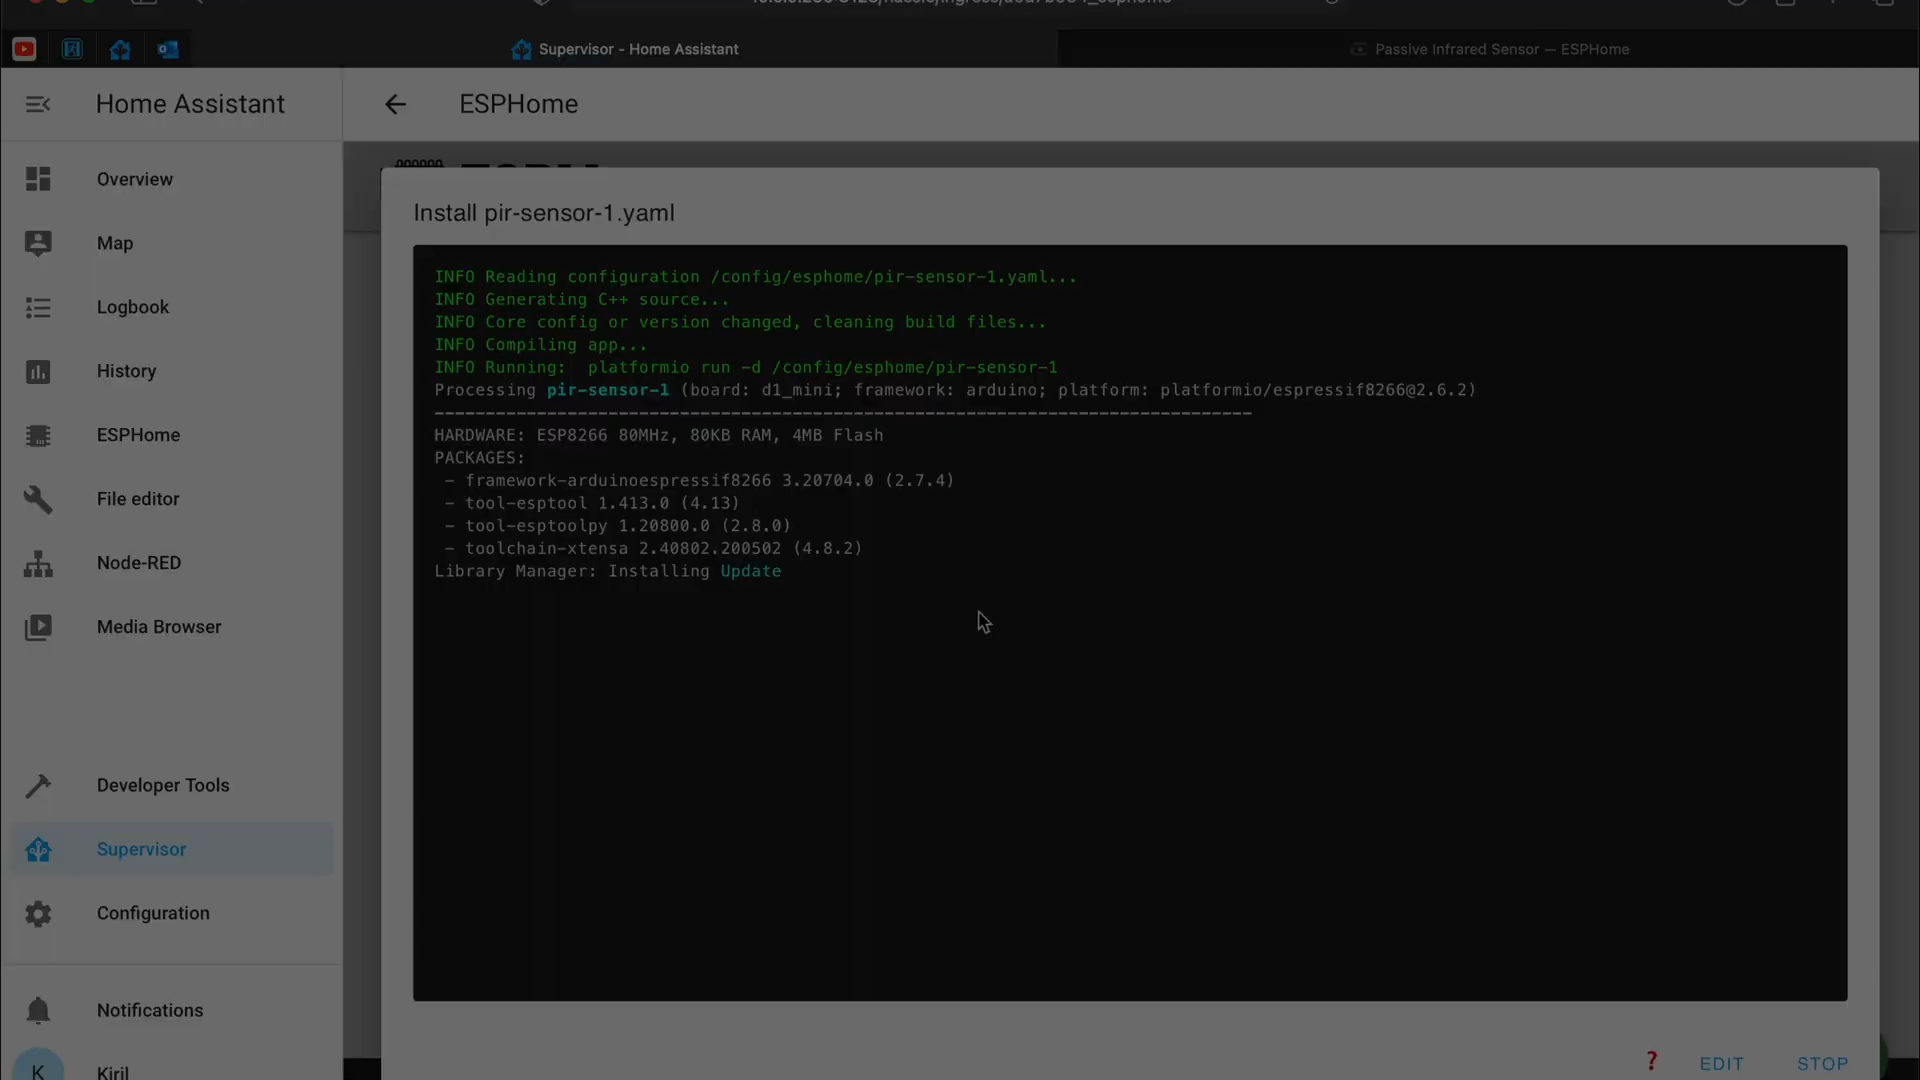 Supervisor - Home Assistant
Passive Infrared Sensor — ESPHome
Home Assistant
ESPHome
Overview
Map
Logbook
History
ESPHome
File editor
Node-RED
Media Browser
Developer Tools
Supervisor
Configuration
Notifications
K
Kiril
Install pir-sensor-1.yaml
INFO Reading configuration /config/esphome/pir-sensor-1.yaml...
INFO Generating C++ source...
INFO Core config or version changed, cleaning build files...
INFO Compiling app...
INFO Running:  platformio run -d /config/esphome/pir-sensor-1
Processing pir-sensor-1 (board: d1_mini; framework: arduino; platform: platformio/espressif8266@2.6.2)
--------------------------------------------------------------------------------
HARDWARE: ESP8266 80MHz, 80KB RAM, 4MB Flash
PACKAGES:
- framework-arduinoespressif8266 3.20704.0 (2.7.4)
- tool-esptool 1.413.0 (4.13)
- tool-esptoolpy 1.20800.0 (2.8.0)
- toolchain-xtensa 2.40802.200502 (4.8.2)
Library Manager: Installing Update
?
EDIT
STOP